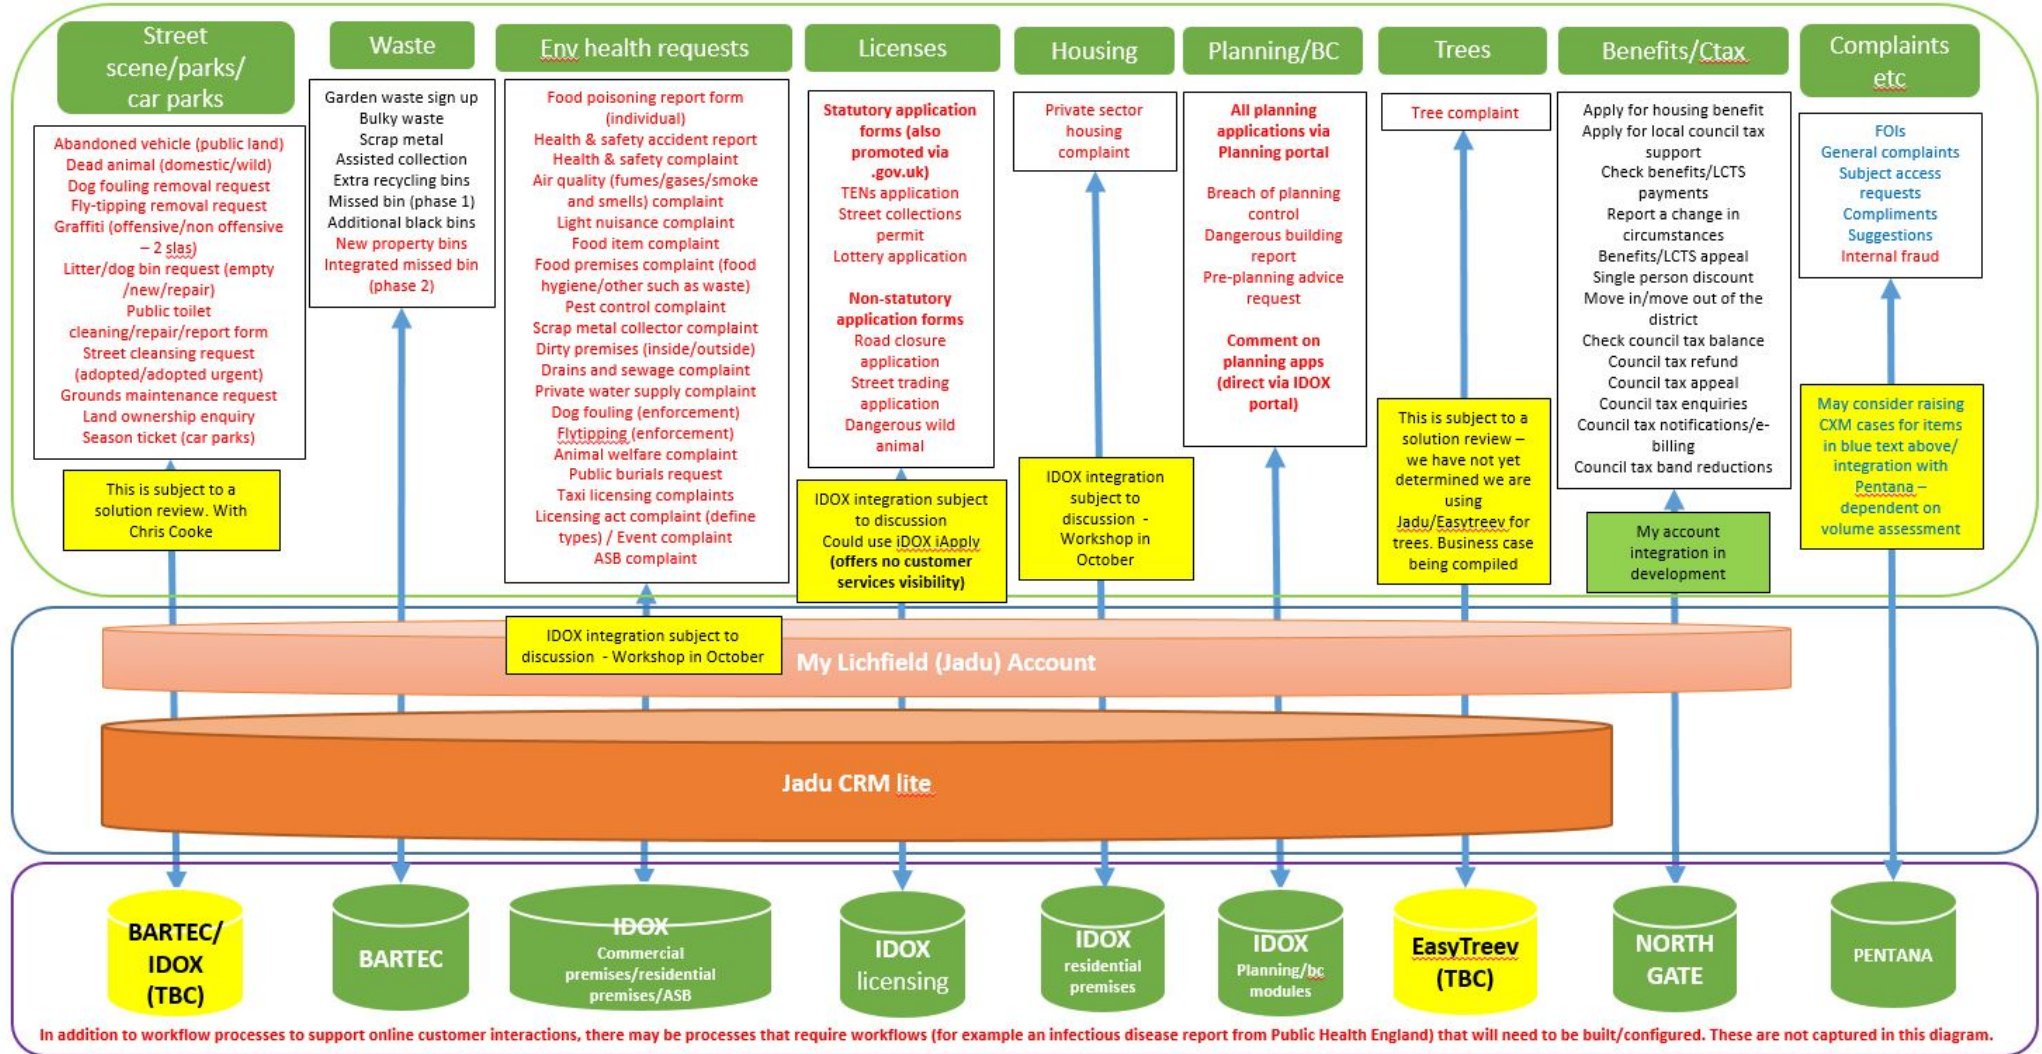 Street
scene/parks/
car parks
Abandoned vehicle (public land)
Dead animal (domestic/wild)
Dog fouling removal request
Fly-tipping removal request
Graffiti (offensive/non offensive
– 2 slas)
Litter/dog bin request (empty
/new/repair)
Public toilet
cleaning/repair/report form
Street cleansing request
(adopted/adopted urgent)
Grounds maintenance request
Land ownership enquiry
Season ticket (car parks)
This is subject to a
solution review. With
Chris Cooke
Waste
Garden waste sign up
Bulky waste
Scrap metal
Assisted collection
Extra recycling bins
Missed bin (phase 1)
Additional black bins
New property bins
Integrated missed bin
(phase 2)
Env health requests
Food poisoning report form
(individual)
Health & safety accident report
Health & safety complaint
Air quality (fumes/gases/smoke
and smells) complaint
Light nuisance complaint
Food item complaint
Food premises complaint (food
hygiene/other such as waste)
Pest control complaint
Scrap metal collector complaint
Dirty premises (inside/outside)
Drains and sewage complaint
Private water supply complaint
Dog fouling (enforcement)
Flytipping (enforcement)
Animal welfare complaint
Public burials request
Taxi licensing complaints
Licensing act complaint (define
types) / Event complaint
ASB complaint
IDOX integration subject to
discussion - Workshop in October
Licenses
Statutory application
forms (also
promoted via
.gov.uk)
TENs application
Street collections
permit
Lottery application
Non-statutory
application forms
Road closure
application
Street trading
application
Dangerous wild
animal
IDOX integration subject
to discussion
Could use iDOX iApply
(offers no customer
services visibility)
Housing
Private sector
housing
complaint
IDOX integration
subject to
discussion -
Workshop in
October
Planning/BC
All planning
applications via
Planning portal
Breach of planning
control
Dangerous building
report
Pre-planning advice
request
Comment on
planning apps
(direct via IDOX
portal)
Trees
Tree complaint
This is subject to a
solution review –
we have not yet
determined we are
using
Jadu/Easytreev for
trees. Business case
being compiled
Benefits/Ctax
Apply for housing benefit
Apply for local council tax
support
Check benefits/LCTS
payments
Report a change in
circumstances
Benefits/LCTS appeal
Single person discount
Move in/move out of the
district
Check council tax balance
Council tax refund
Council tax appeal
Council tax enquiries
Council tax notifications/e-
billing
Council tax band reductions
My account
integration in
development
Complaints
etc
FOIs
General complaints
Subject access
requests
Compliments
Suggestions
Internal fraud
May consider raising
CXM cases for items
in blue text above/
integration with
Pentana –
dependent on
volume assessment
My Lichfield (Jadu) Account
Jadu CRM lite
BARTEC/
IDOX
(TBC)
BARTEC
IDOX
Commercial
premises/residential
premises/ASB
IDOX
licensing
IDOX
residential
premises
IDOX
Planning/bc
modules
EasyTreev
(TBC)
NORTH
GATE
PENTANA
In addition to workflow processes to support online customer interactions, there may be processes that require workflows (for example an infectious disease report from Public Health England) that will need to be built/configured. These are not captured in this diagram.